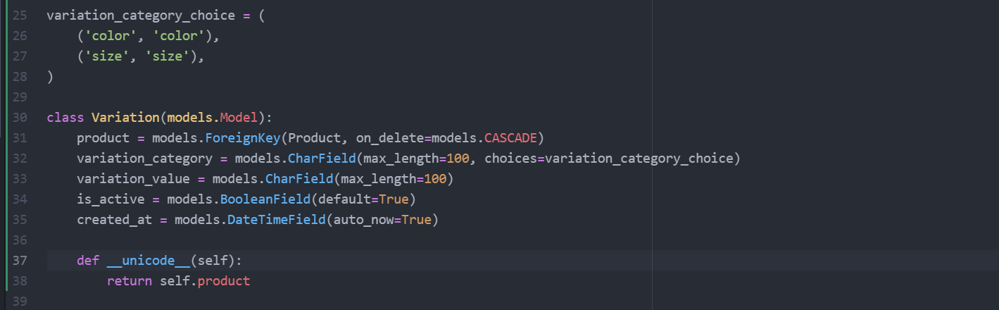 25 variation_category_choice = (
26     ('color', 'color'),
27     ('size', 'size'),
28 )
29
30 class Variation(models.Model):
31     product = models.ForeignKey(Product, on_delete=models.CASCADE)
32     variation_category = models.CharField(max_length=100, choices=variation_category_choice)
33     variation_value = models.CharField(max_length=100)
34     is_active = models.BooleanField(default=True)
35     created_at = models.DateTimeField(auto_now=True)
36
37     def __unicode__(self):
38         return self.product
39